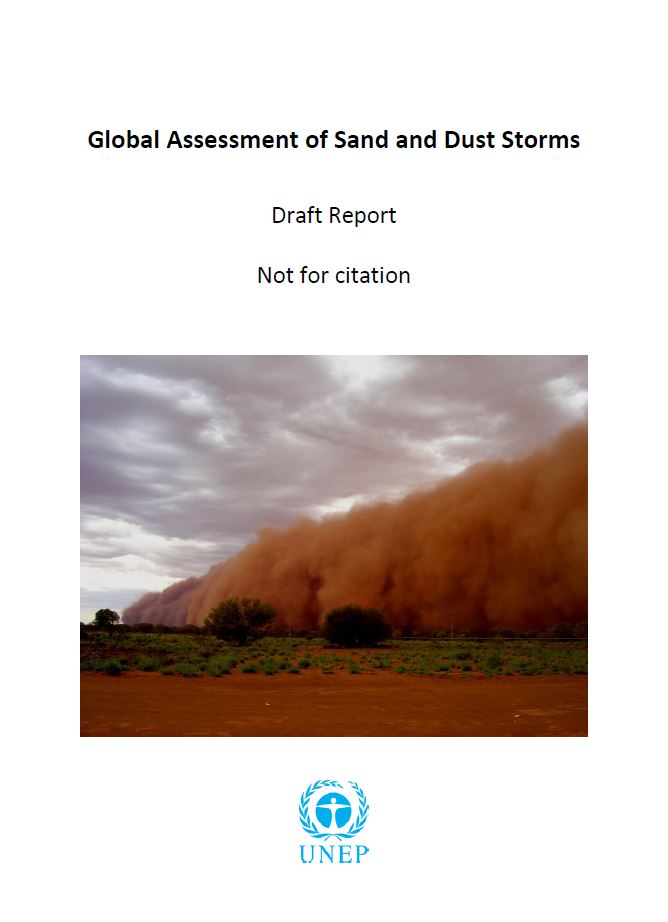 Global Assessment of Sand and Dust Storms
Draft Report
Not for citation
UNEP